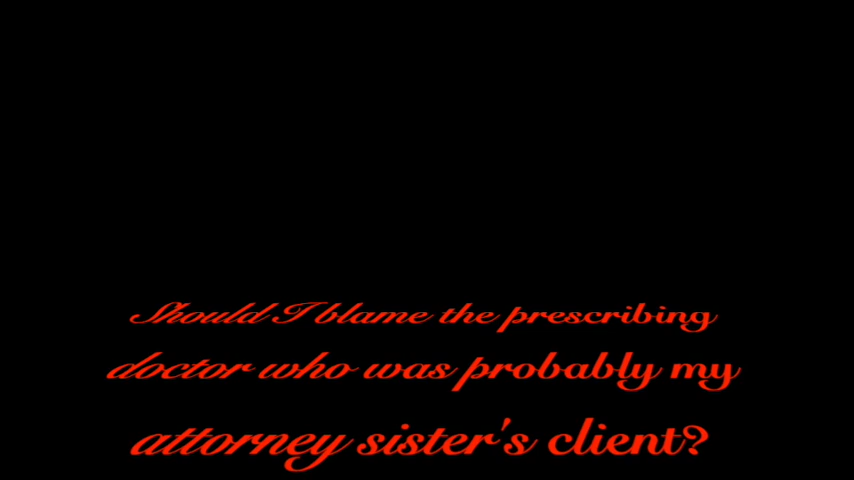 Should I blame the prescribing
doctor who was probably my
attorney sister's client?